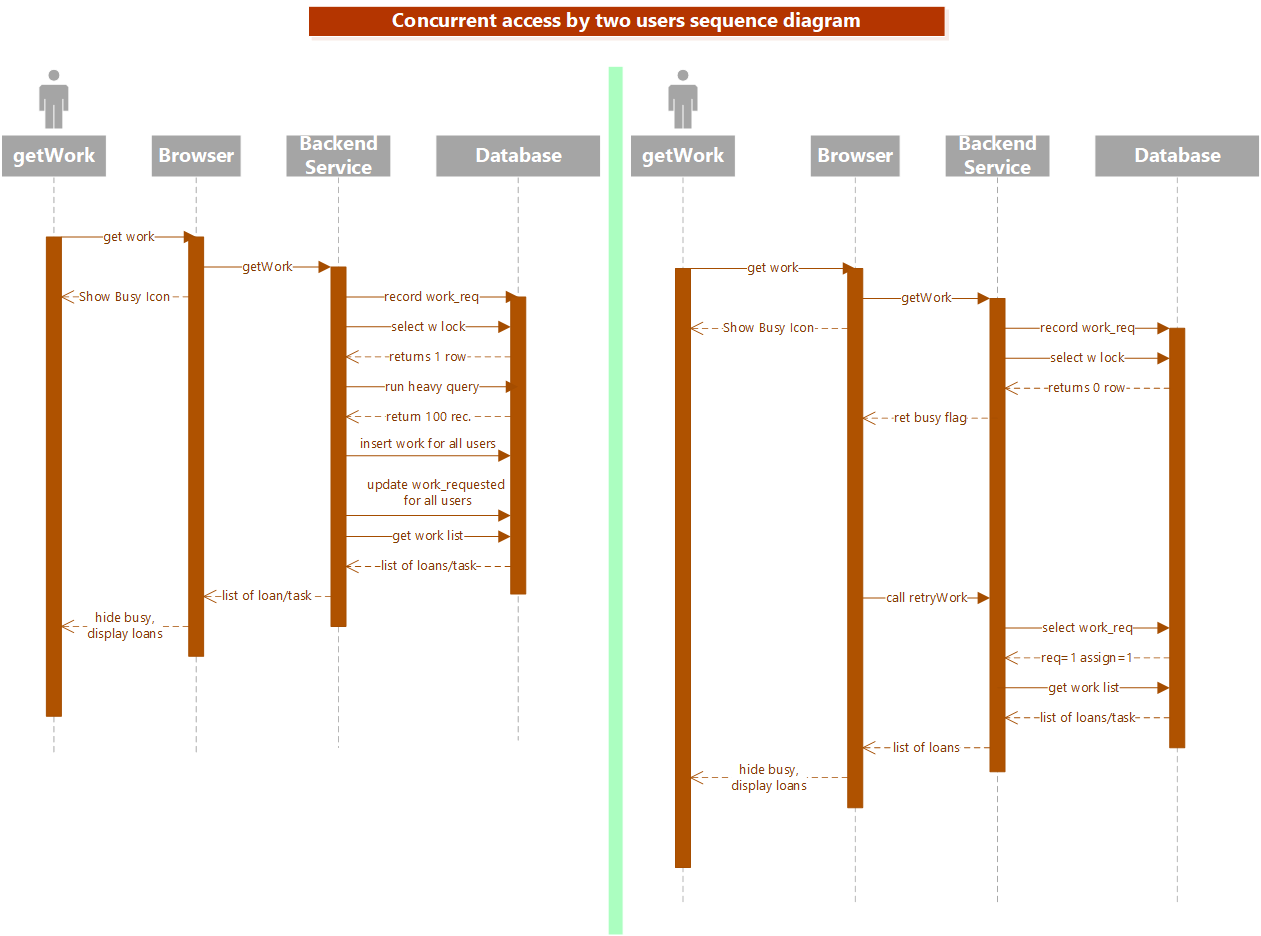 Concurrent access by two users sequence diagram
getWork
Browser
Backend
Service
Database
get work
getWork
Show Busy Icon
record work_req
select w lock
returns 1 row
run heavy query
return 100 rec.
insert work for all users
update work_requested
for all users
get work list
list of loans/task
list of loan/task
hide busy,
display loans
getWork
Browser
Backend
Service
Database
get work
getWork
Show Busy Icon
record work_req
select w lock
returns 0 row
ret busy flag
call retryWork
select work_req
req=1 assign=1
get work list
list of loans/task
list of loans
hide busy,
display loans